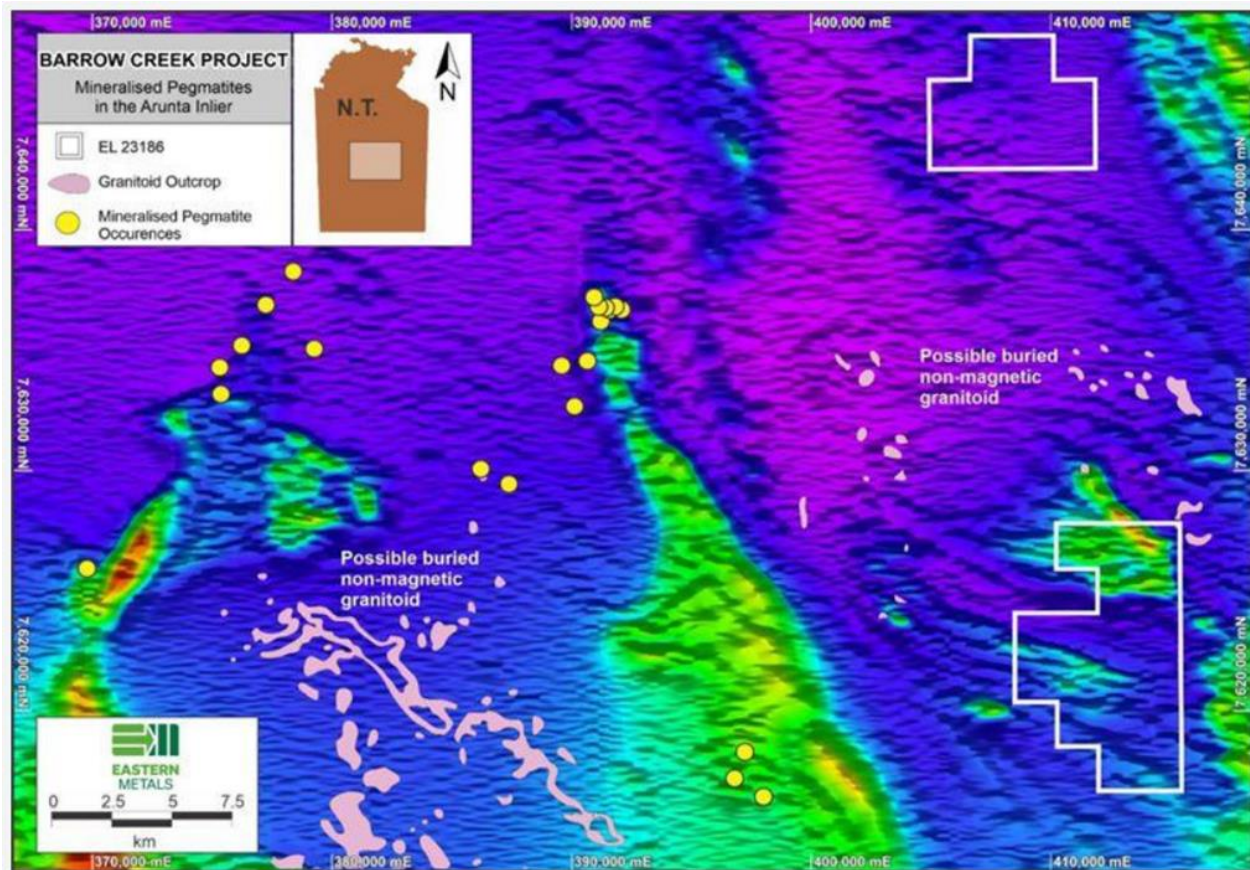 370,000 mE
380,000 mE
390,000 mE
400,000 mE
410,000 mE
BARROW CREEK PROJECT
Mineralised Pegmatites
in the Arunta Inlier
EL 23186
Granitoid Outcrop
Mineralised Pegmatite
Occurences
N.T.
N
7,640,000 mN
7,640,000 mN
Possible buried
non-magnetic
granitoid
7,630,000 mN
7,630,000 mN
Possible buried
non-magnetic
granitoid
7,620,000 mN
7,620,000 mN
EASTERN
METALS
0 2.5 5 7.5
km
370,000 mE
380,000 mE
390,000 mE
400,000 mE
410,000 mE